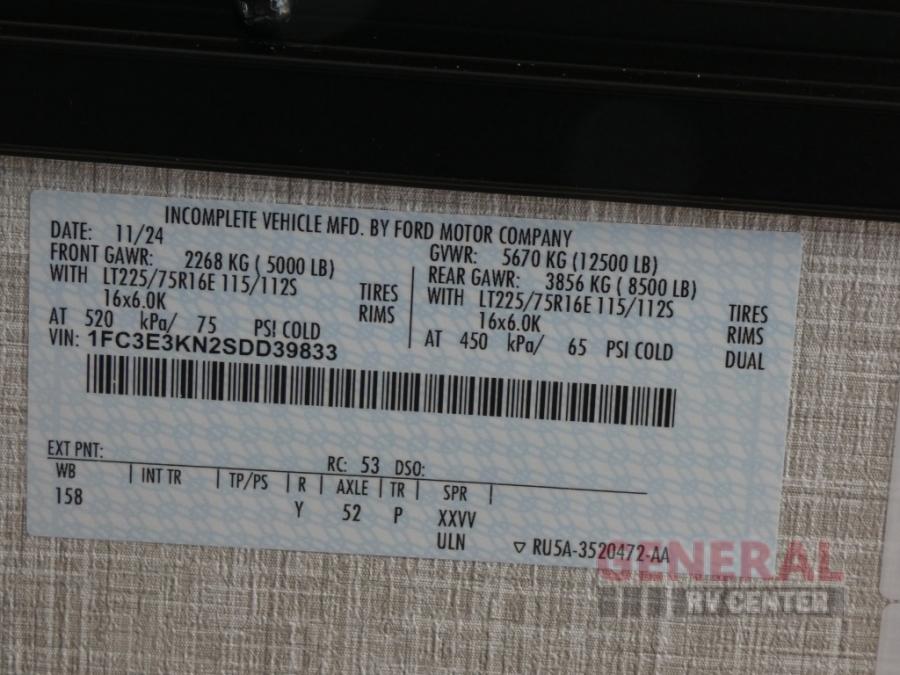 INCOMPLETE VEHICLE MFD. BY FORD MOTOR COMPANY
DATE: 11/24
FRONT GAWR: 2268 KG ( 5000 LB)
WITH LT225/75R16E 115/112S TIRES
16x6.0K RIMS
AT 520 kPa/ 75 PSI COLD
GVWR: 5670 KG (12500 LB)
REAR GAWR: 3856 KG ( 8500 LB)
WITH LT225/75R16E 115/112S TIRES
16x6.0K RIMS
AT 450 kPa/ 65 PSI COLD DUAL
VIN: 1FC3E3KN2SDD39833
EXT PNT: RC: 53 DSO:
WB INT TR TP/PS R AXLE TR SPR
158 Y 52 P XXVV
ULN
▽ RU5A-3520472-AA
GENERAL
RV CENTER